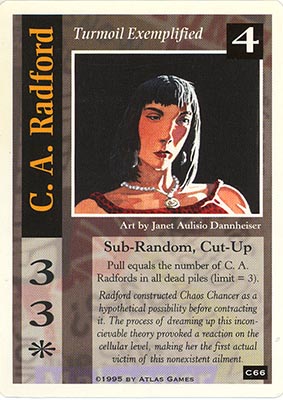 Turmoil Exemplified
4
C. A. Radford
Art by Janet Aulisio Dannheiser
Sub-Random, Cut-Up
Pull equals the number of C. A.
Radfords in all dead piles (limit = 3).
Radford constructed Chaos Chancer as a
hypothetical possibility before contracting
it. The process of dreaming up thisincon-
cievable theory provoked a reaction on the
cellular level, making her the first actual
victim of this nonexistent ailment.
3
3
*
©1995 by Atlas Games
C66